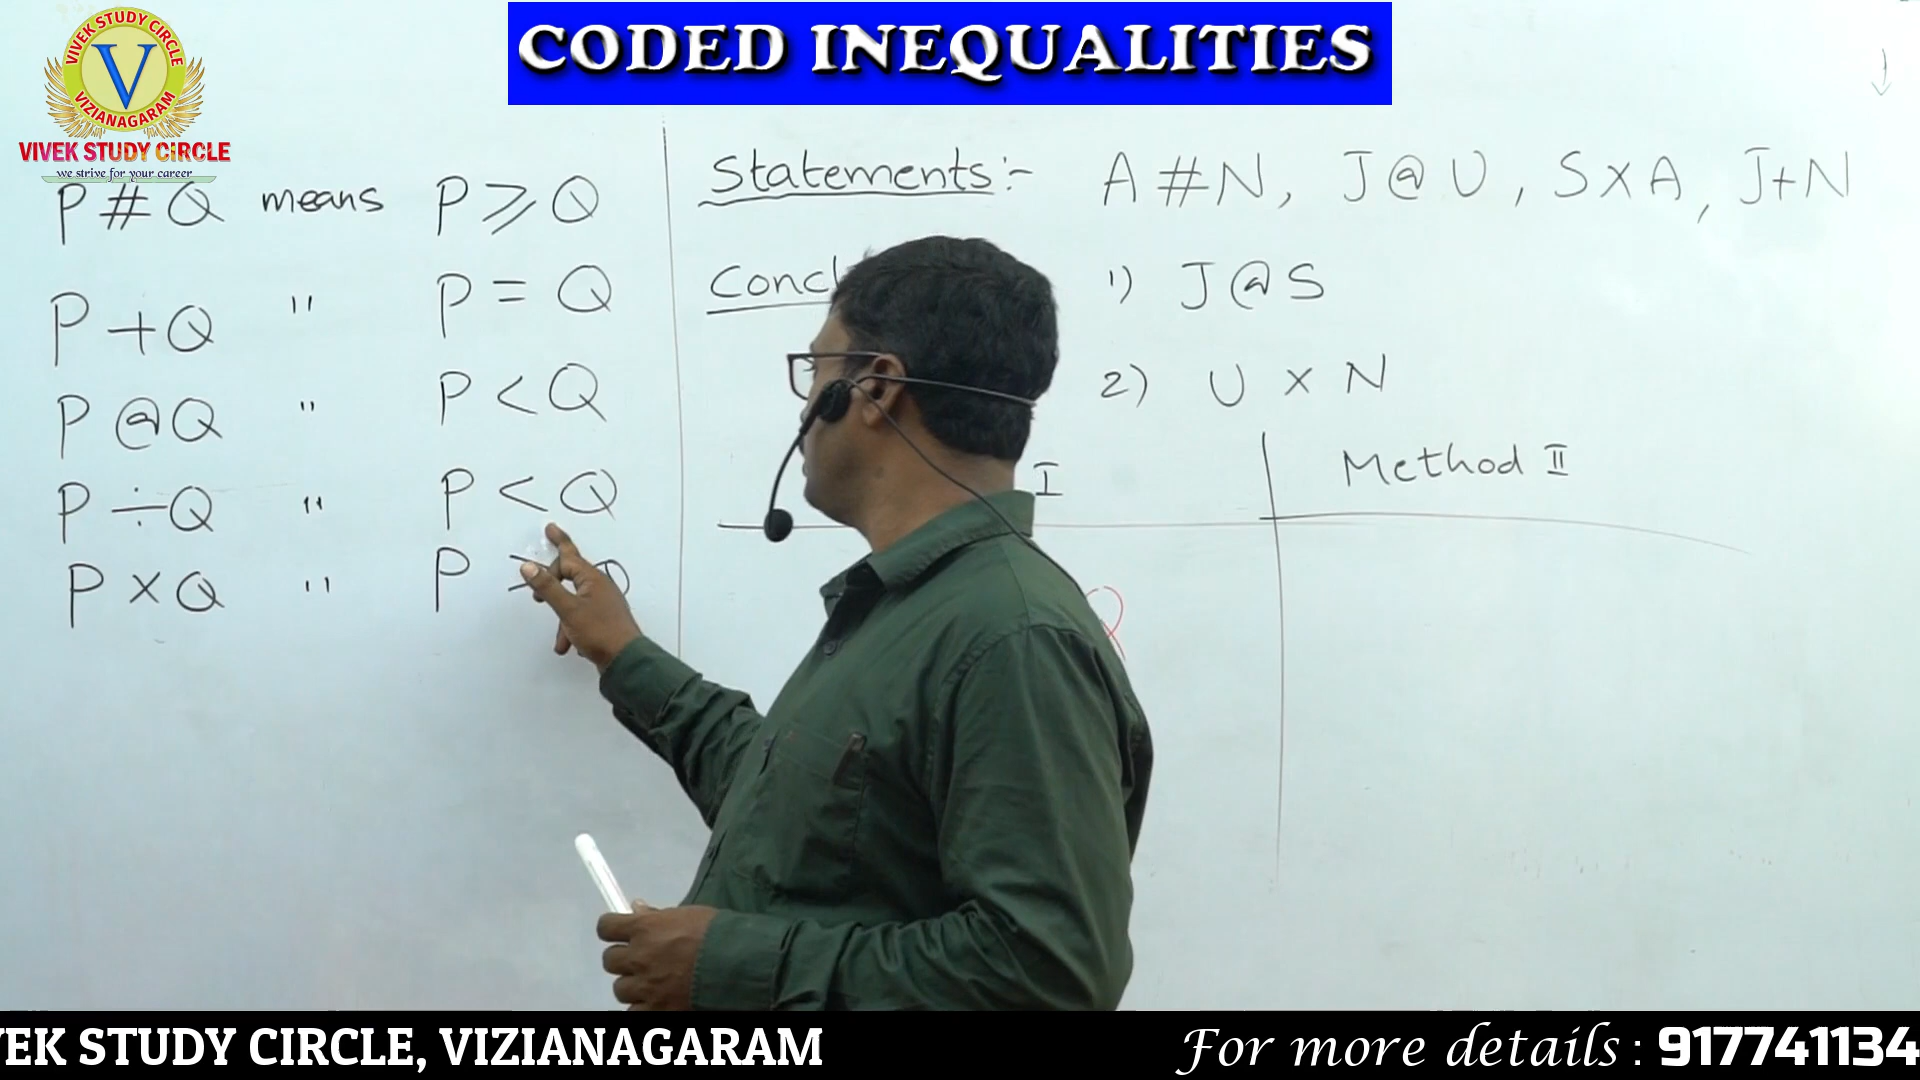 CODED INEQUALITIES
VIVEK STUDY CIRCLE
V
VIZIANAGARAM
VIVEK STUDY CIRCLE
we strive for your career
P # Q means P ⩾ Q
P + Q " P = Q
P @ Q " P < Q
P ÷ Q " P < Q
P × Q " P Q
Statements:- A # N, J @ U, S × A, J + N
1) J @ S
2) U × N
I
Method II
VEK STUDY CIRCLE, VIZIANAGARAM
For more details : 917741134